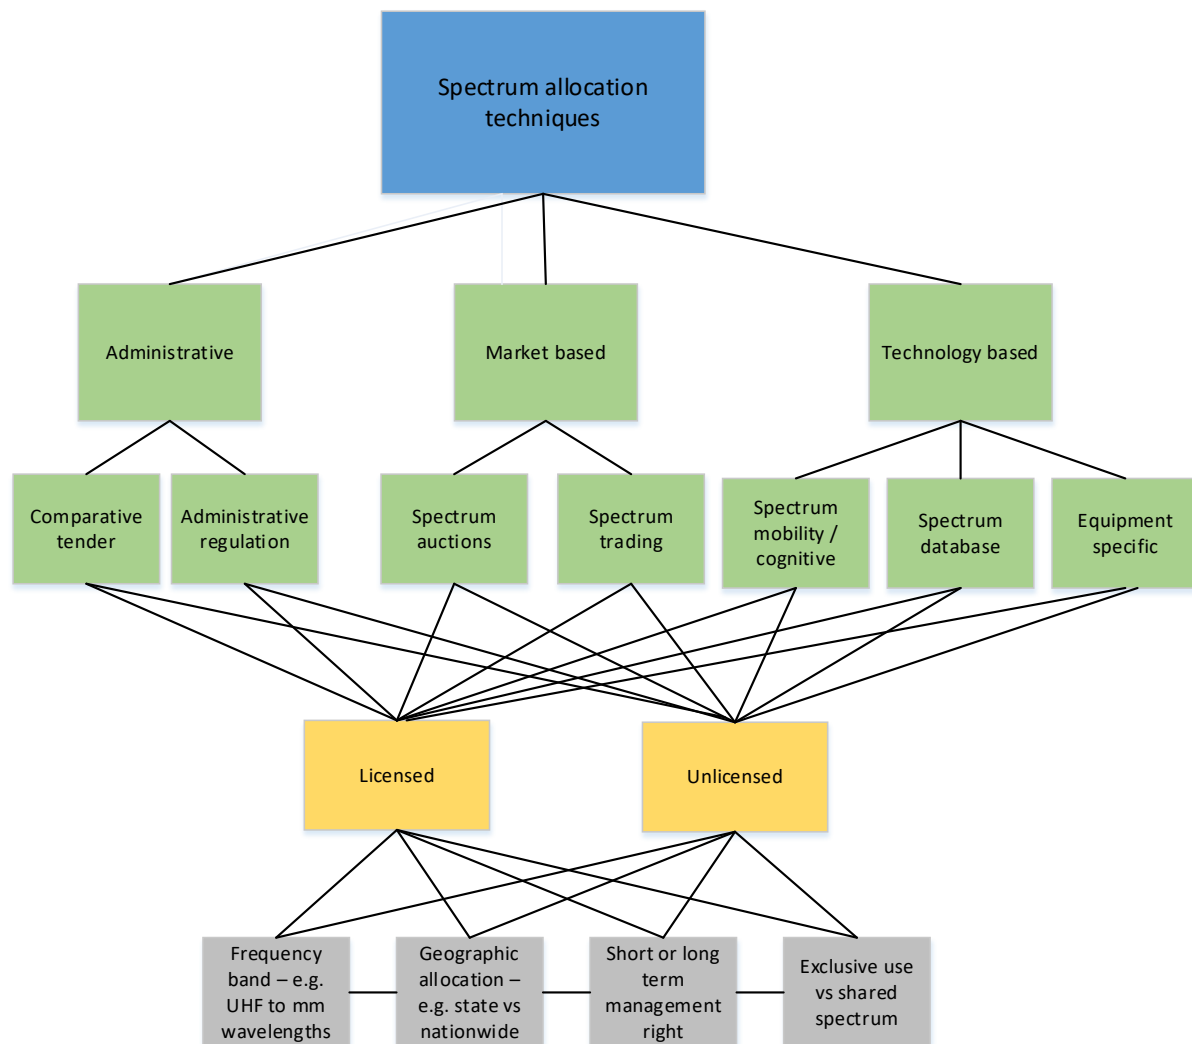 Spectrum allocation
techniques
Administrative
Market based
Technology based
Comparative
tender
Administrative
regulation
Spectrum
auctions
Spectrum
trading
Spectrum
mobility /
cognitive
Spectrum
database
Equipment
specific
Licensed
Unlicensed
Frequency
band – e.g.
UHF to mm
wavelengths
Geographic
allocation –
e.g. state vs
nationwide
Short or long
term
management
right
Exclusive use
vs shared
spectrum